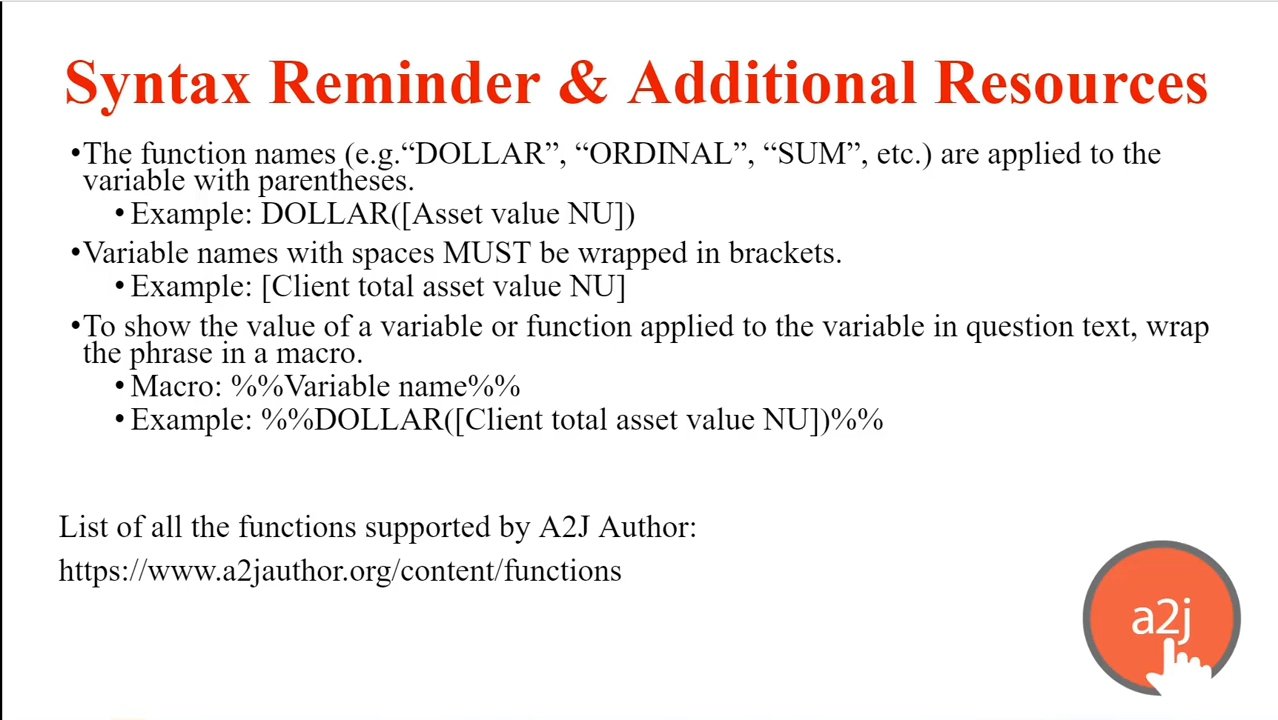 Syntax Reminder & Additional Resources
•The function names (e.g.“DOLLAR”, “ORDINAL”, “SUM”, etc.) are applied to the
variable with parentheses.
•Example: DOLLAR([Asset value NU])
•Variable names with spaces MUST be wrapped in brackets.
•Example: [Client total asset value NU]
•To show the value of a variable or function applied to the variable in question text, wrap
the phrase in a macro.
•Macro: %%Variable name%%
•Example: %%DOLLAR([Client total asset value NU])%%
List of all the functions supported by A2J Author:
https://www.a2jauthor.org/content/functions
a2j